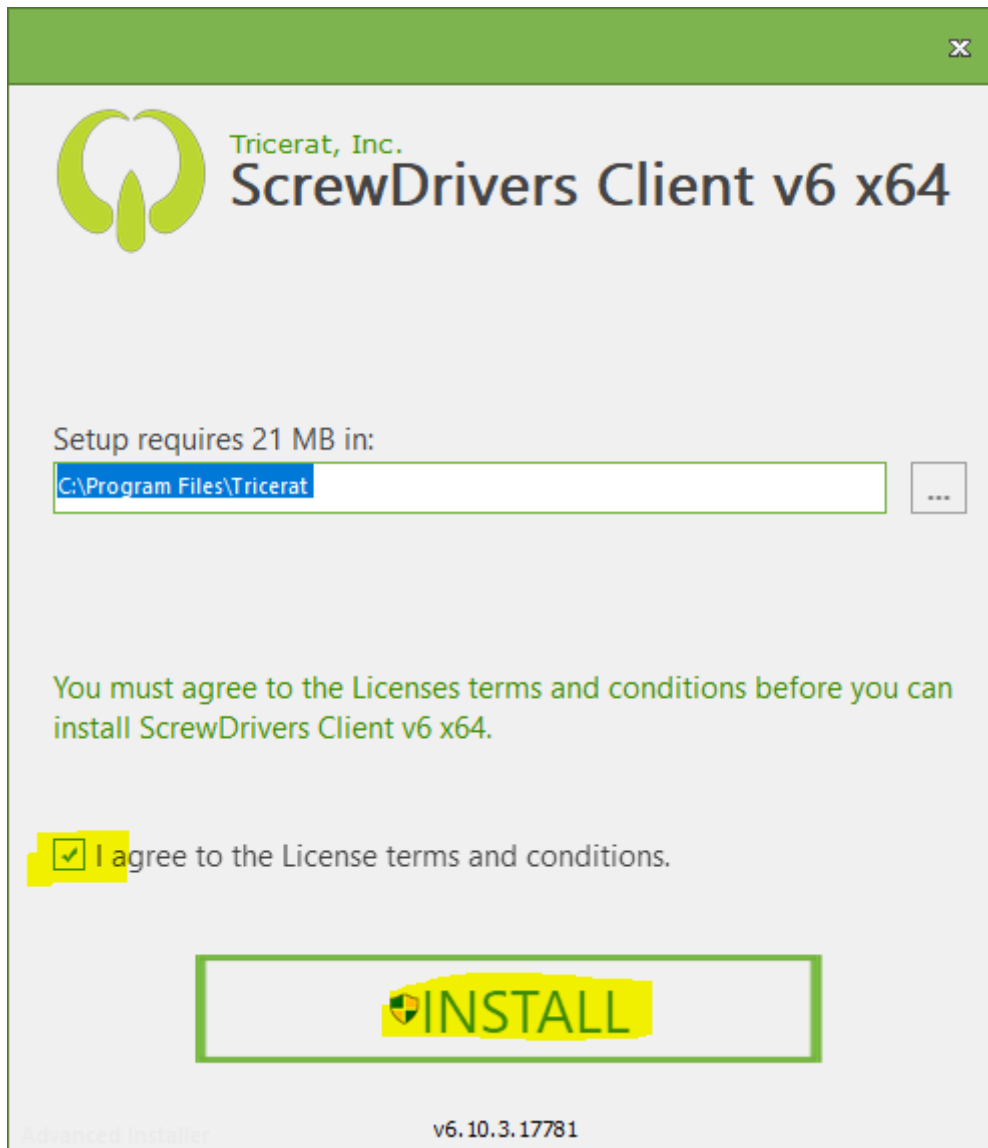 Tricerat, Inc.
ScrewDrivers Client v6 x64
Setup requires 21 MB in:
C:\Program Files\Tricerat
...
You must agree to the Licenses terms and conditions before you can
install ScrewDrivers Client v6 x64.
I agree to the License terms and conditions.
INSTALL
v6.10.3.17781
Advanced Installer